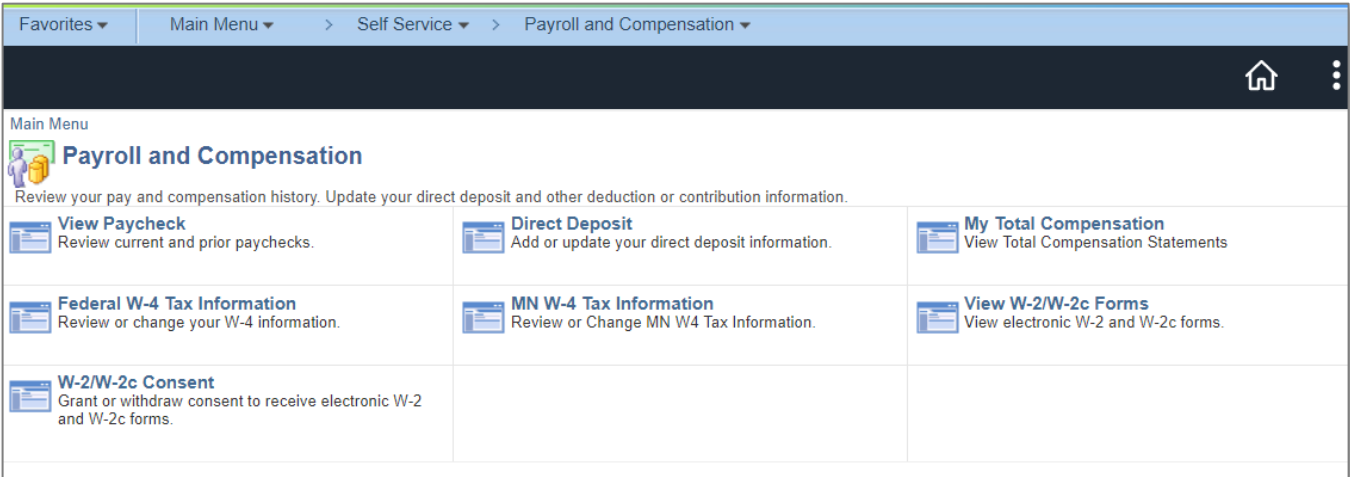 Favorites Main Menu > Self Service > Payroll and Compensation
Main Menu
Payroll and Compensation
Review your pay and compensation history. Update your direct deposit and other deduction or contribution information.
View Paycheck
Review current and prior paychecks.
Direct Deposit
Add or update your direct deposit information.
My Total Compensation
View Total Compensation Statements
Federal W-4 Tax Information
Review or change your W-4 information.
MN W-4 Tax Information
Review or Change MN W4 Tax Information.
View W-2/W-2c Forms
View electronic W-2 and W-2c forms.
W-2/W-2c Consent
Grant or withdraw consent to receive electronic W-2
and W-2c forms.